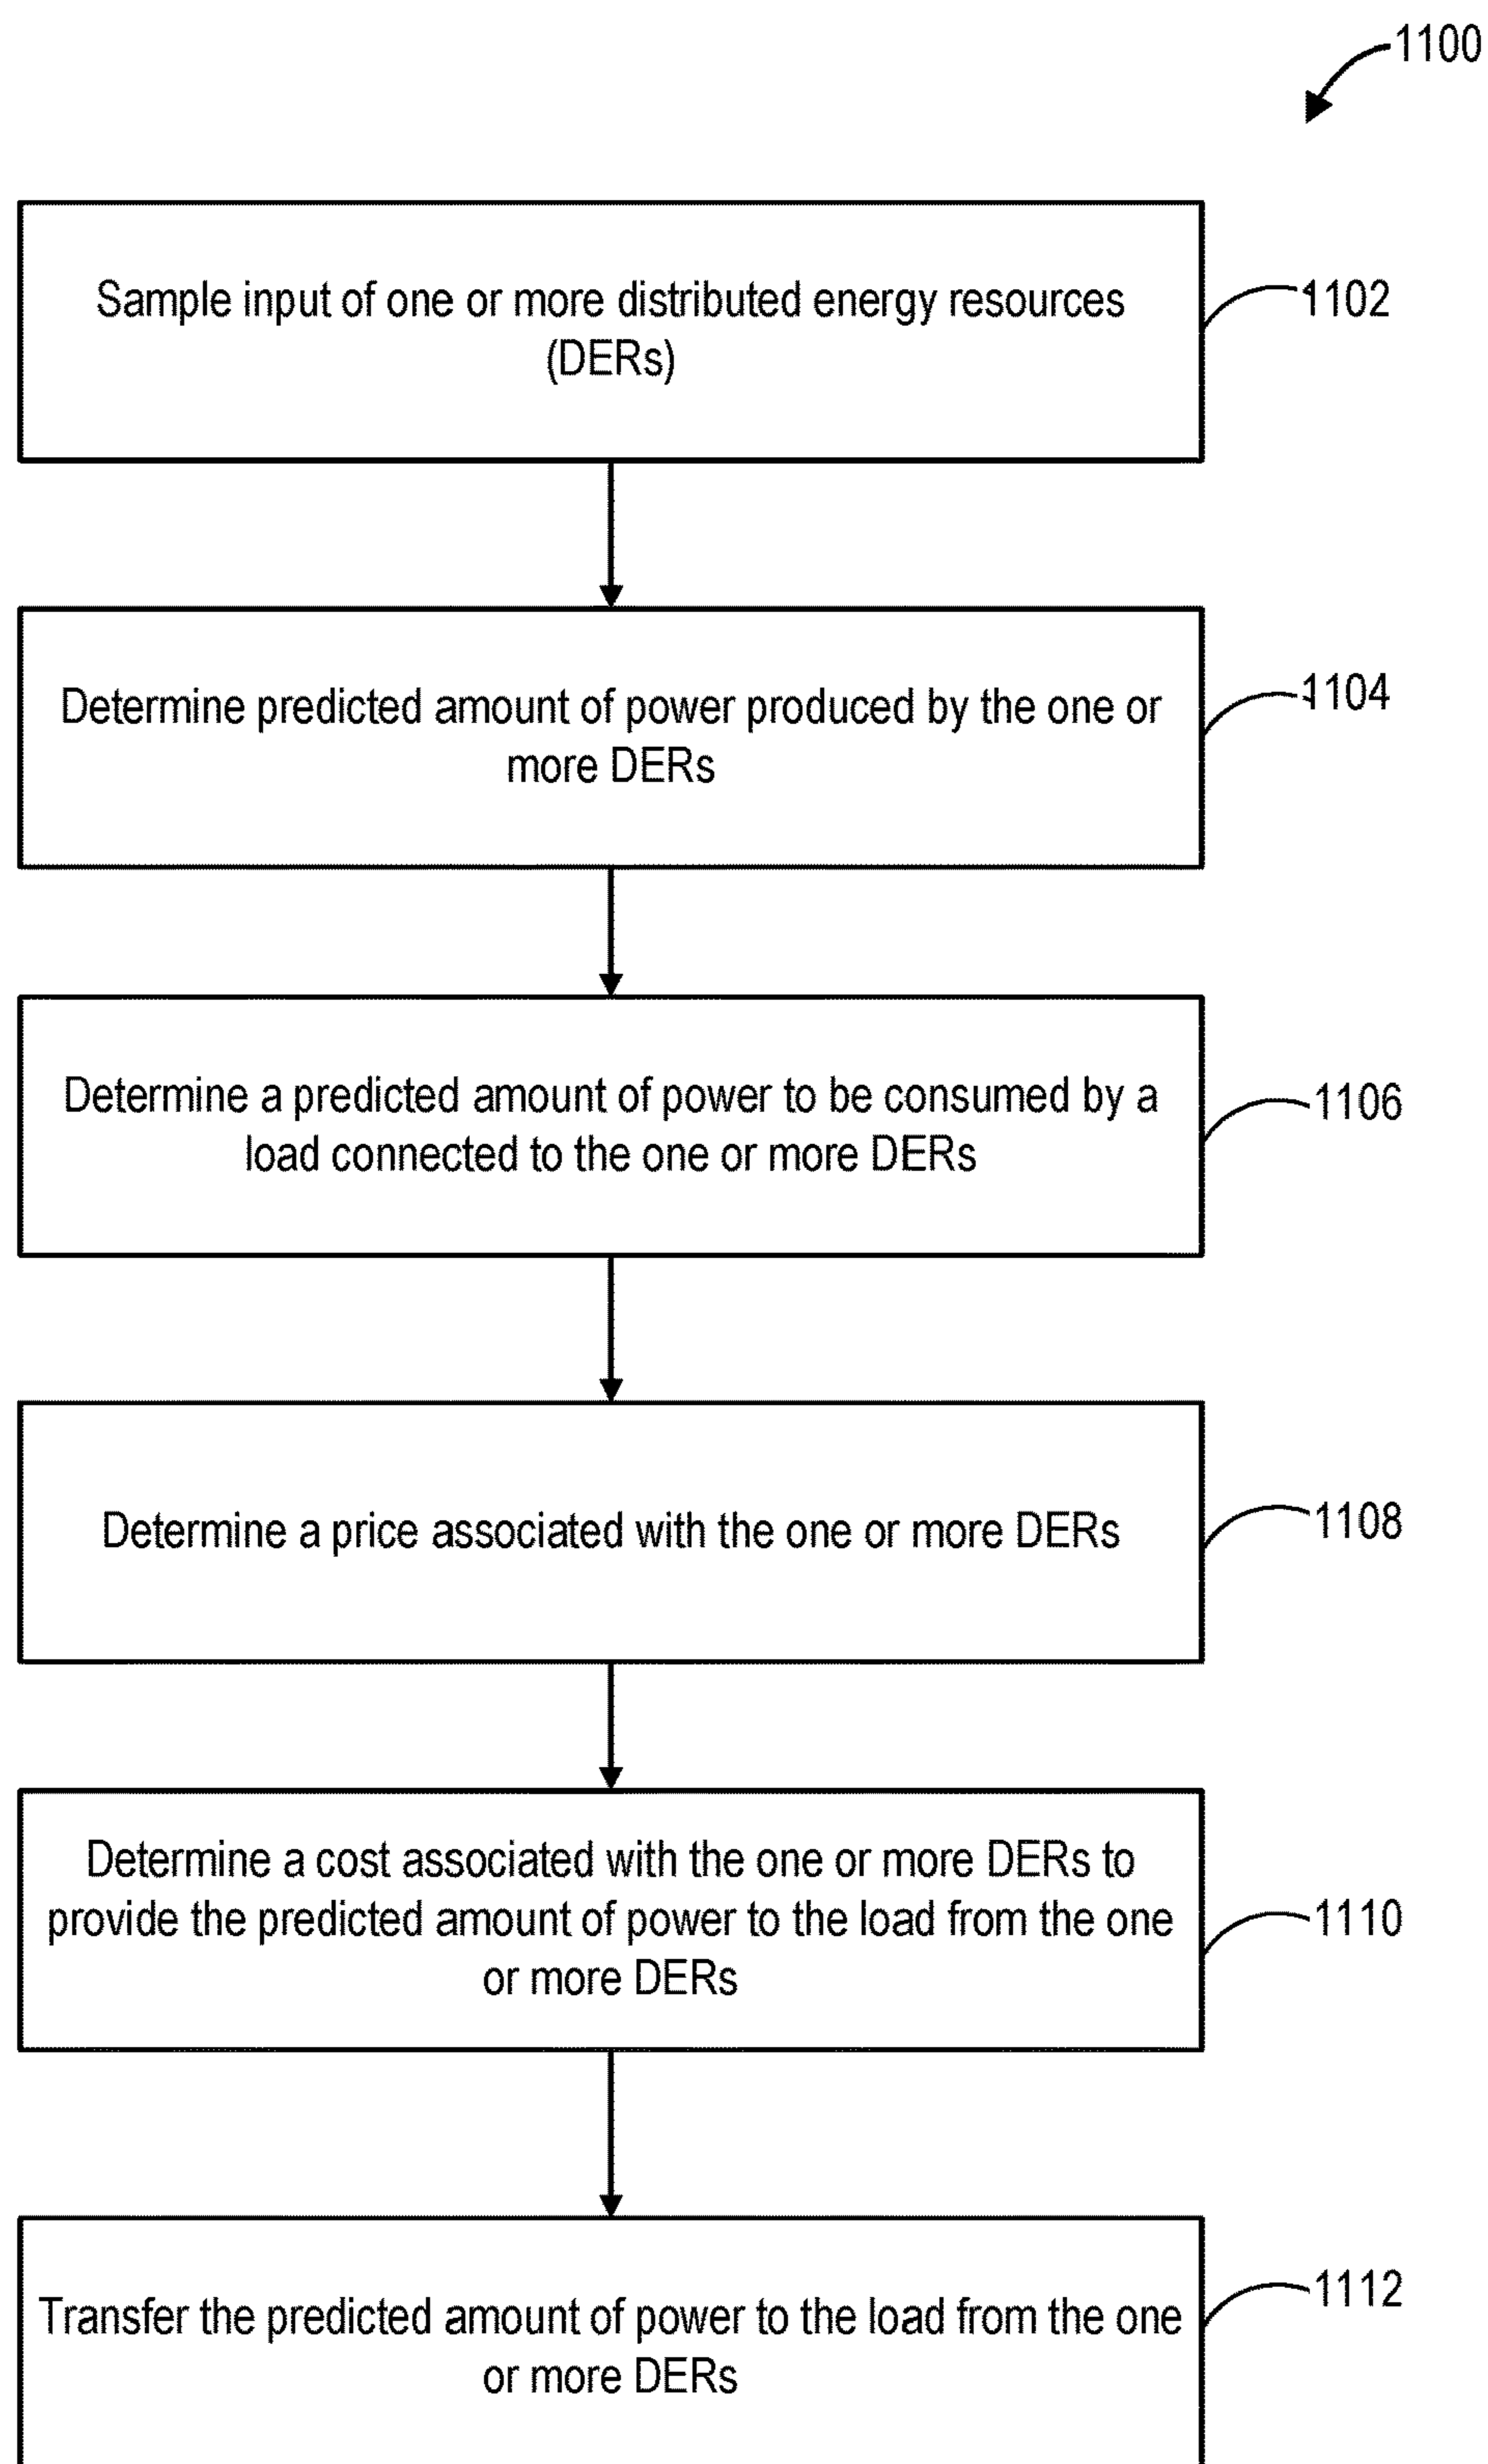 1100
Sample input of one or more distributed energy resources
(DERs)
1102
Determine predicted amount of power produced by the one or
more DERs
1104
Determine a predicted amount of power to be consumed by a
load connected to the one or more DERs
1106
Determine a price associated with the one or more DERs
1108
Determine a cost associated with the one or more DERs to
provide the predicted amount of power to the load from the one
or more DERs
1110
Transfer the predicted amount of power to the load from the one
or more DERs
1112